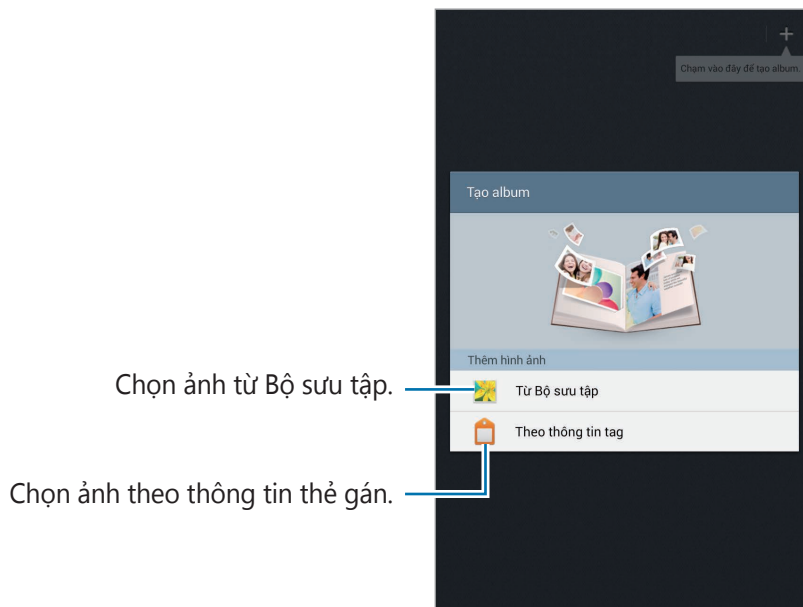 +
Chạm vào đây để tạo album.
Tạo album
Thêm hình ảnh
Chọn ảnh từ Bộ sưu tập.
Từ Bộ sưu tập
Theo thông tin tag
Chọn ảnh theo thông tin thẻ gán.